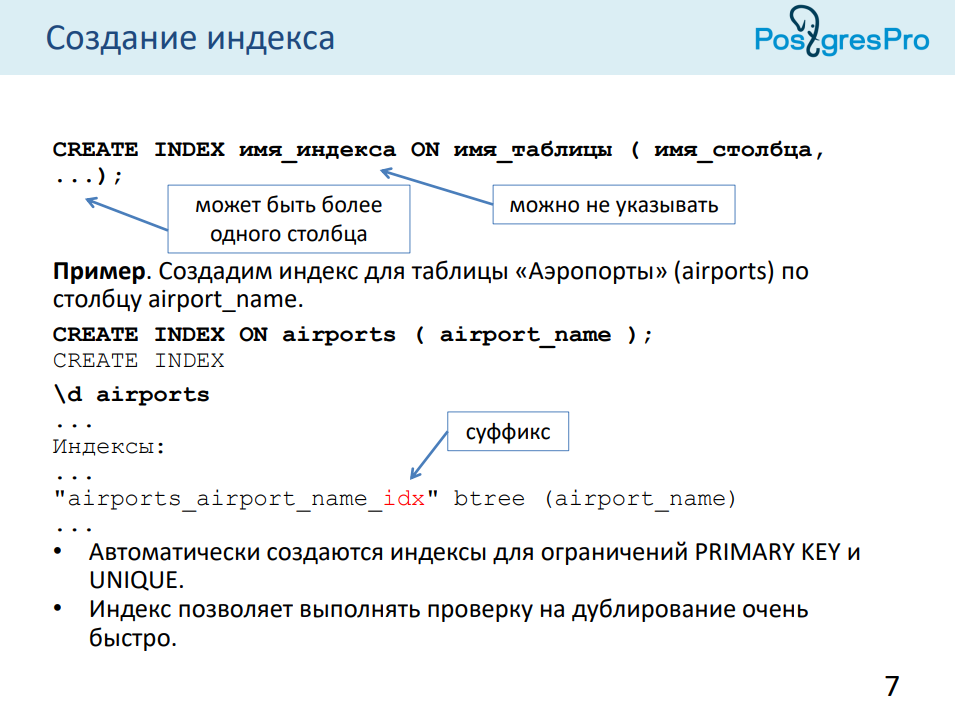 Создание индекса
PostgresPro
CREATE INDEX имя_индекса ON имя_таблицы ( имя_столбца,
...);
может быть более
одного столбца
можно не указывать
Пример. Создадим индекс для таблицы «Аэропорты» (airports) по
столбцу airport_name.
CREATE INDEX ON airports ( airport_name );
CREATE INDEX
\d airports
...
Индексы:
суффикс
...
"airports_airport_name_idx" btree (airport_name)
...
• Автоматически создаются индексы для ограничений PRIMARY KEY и
UNIQUE.
• Индекс позволяет выполнять проверку на дублирование очень
быстро.
7